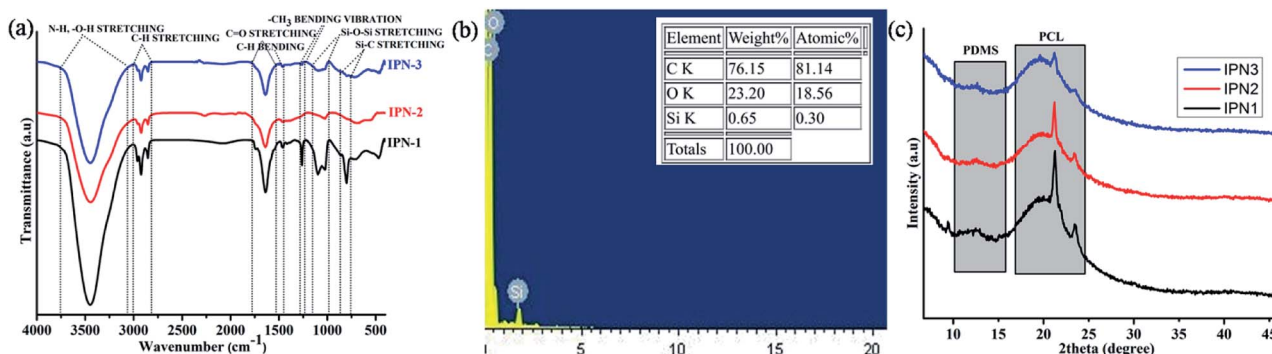 (a)
N-H, -O-H STRETCHING
C-H STRETCHING
C=O STRETCHING
C-H BENDING
-CH3 BENDING VIBRATION
Si-O-Si STRETCHING
Si-C STRETCHING
IPN-3
IPN-2
IPN-1
Transmittance (a.u)
4000 3500 3000 2500 2000 1500 1000 500
Wavenumber (cm-1)
(b)
O
C
Si
Element Weight% Atomic%
C K 76.15 81.14
O K 23.20 18.56
Si K 0.65 0.30
Totals 100.00
5 10 15 20
(c)
PDMS
PCL
IPN3
IPN2
IPN1
Intensity (a.u)
10 15 20 25 30 35 40 45
2theta (degree)